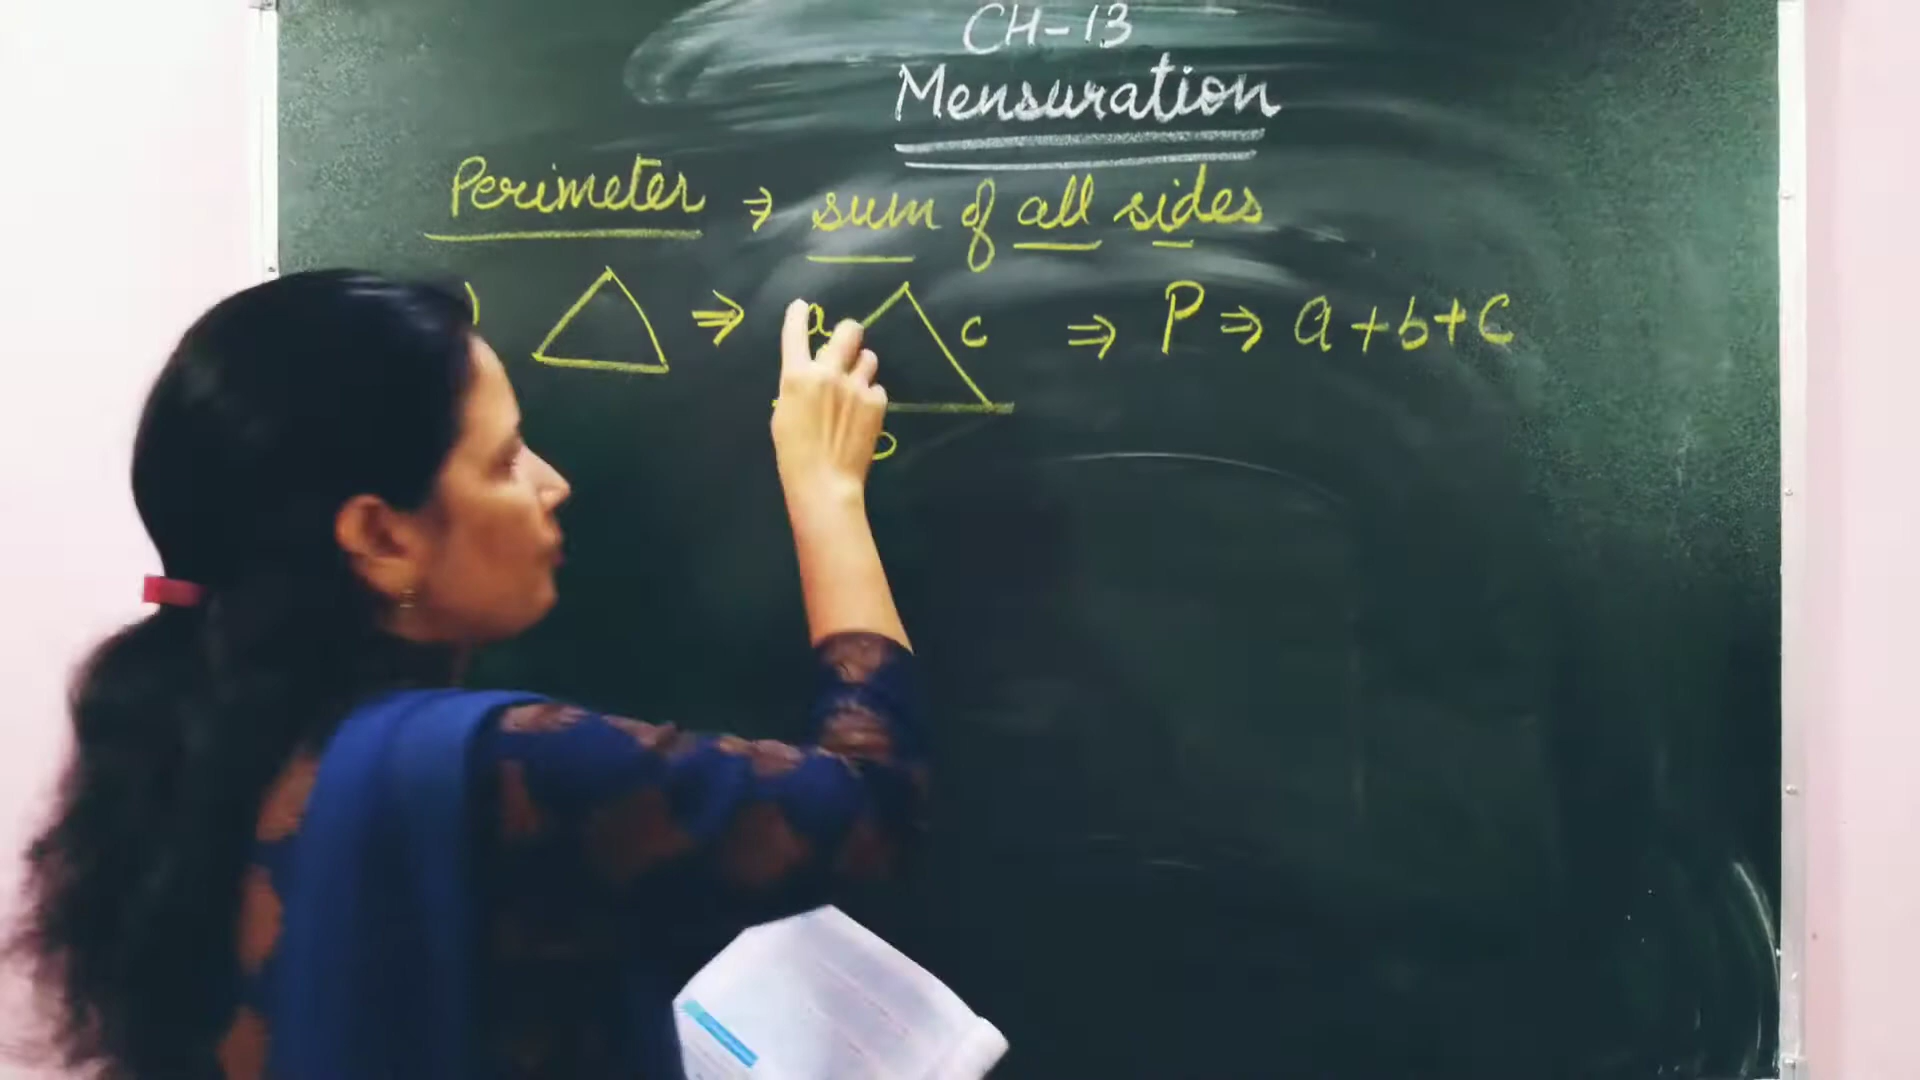 CH-13
Mensuration
Perimeter ⇒ sum of all sides
) ⇒ a c ⇒ P ⇒ a+b+c
b